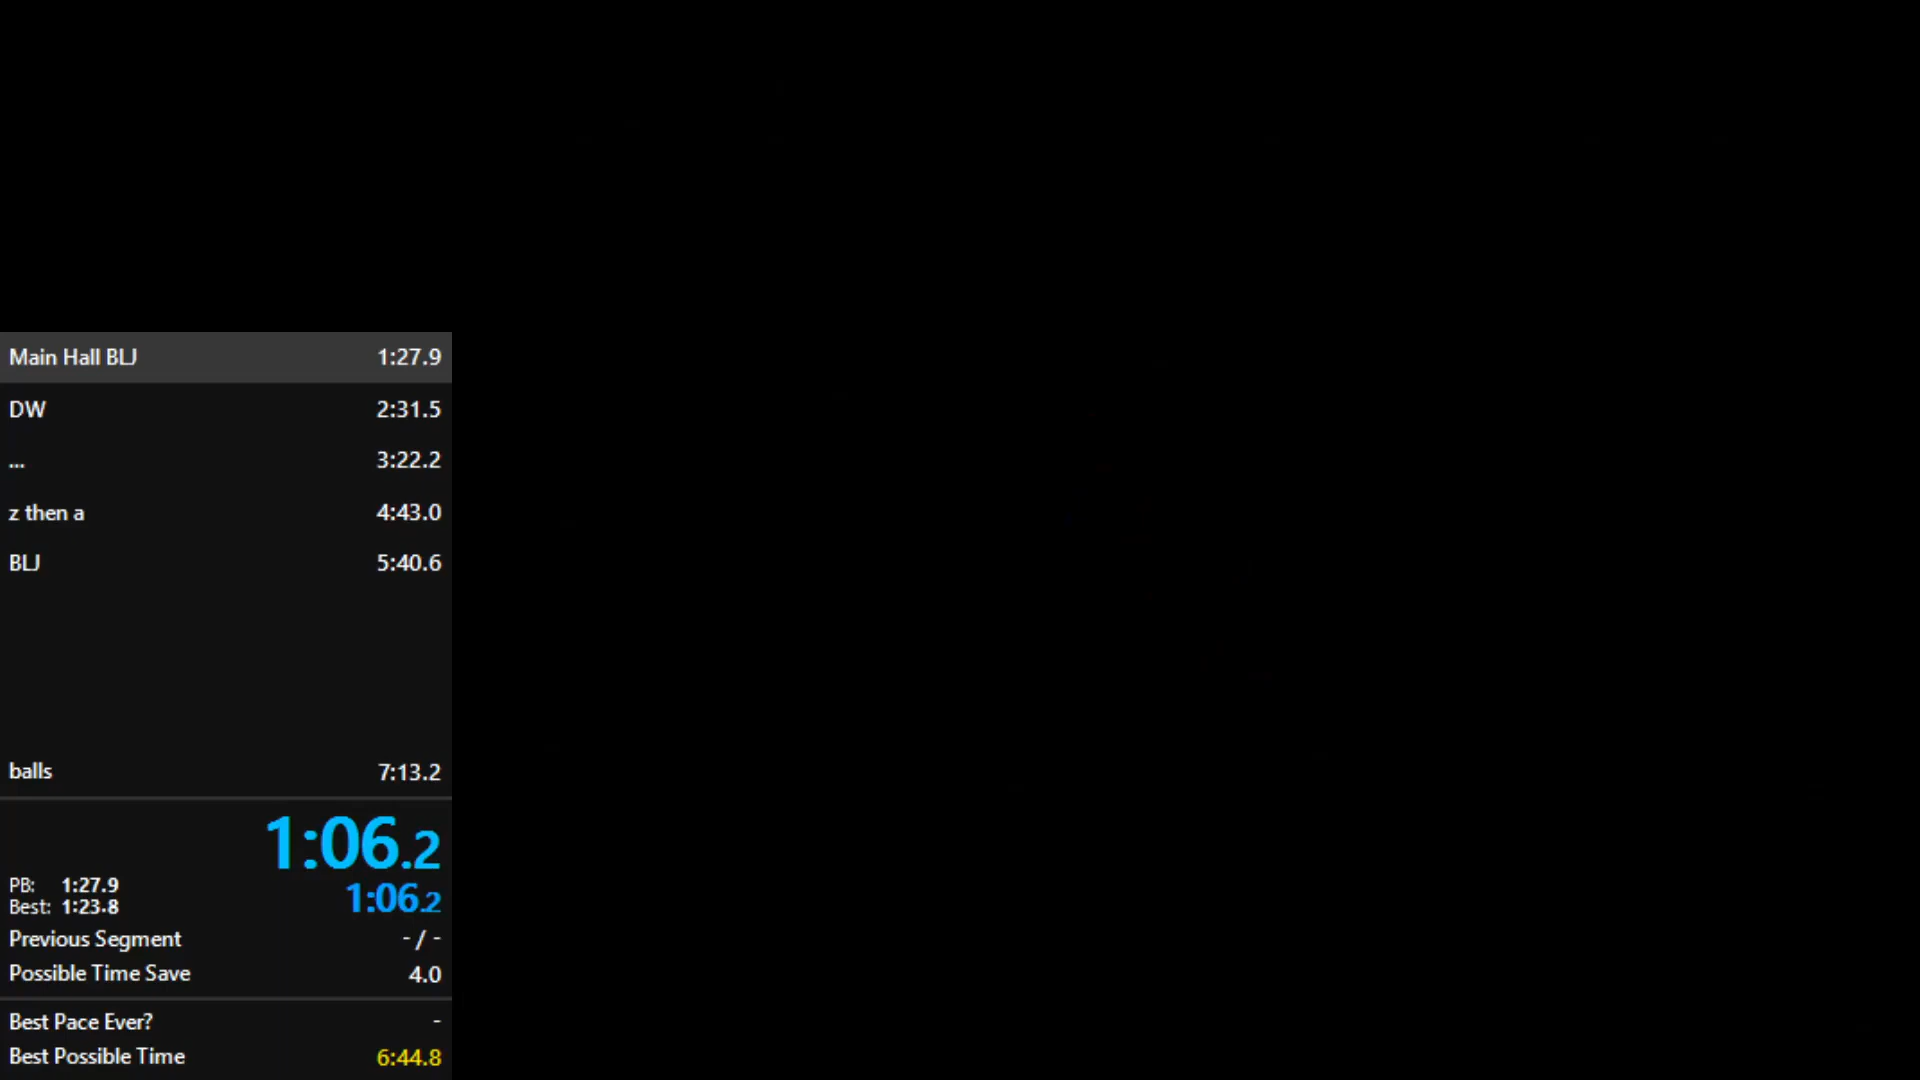 Main Hall BLJ 1:27.9
DW 2:31.5
... 3:22.2
z then a 4:43.0
BLJ 5:40.6
balls 7:13.2
1:06.2
PB: 1:27.9
1:06.2
Best: 1:23.8
Previous Segment - / -
Possible Time Save 4.0
Best Pace Ever? -
Best Possible Time 6:44.8